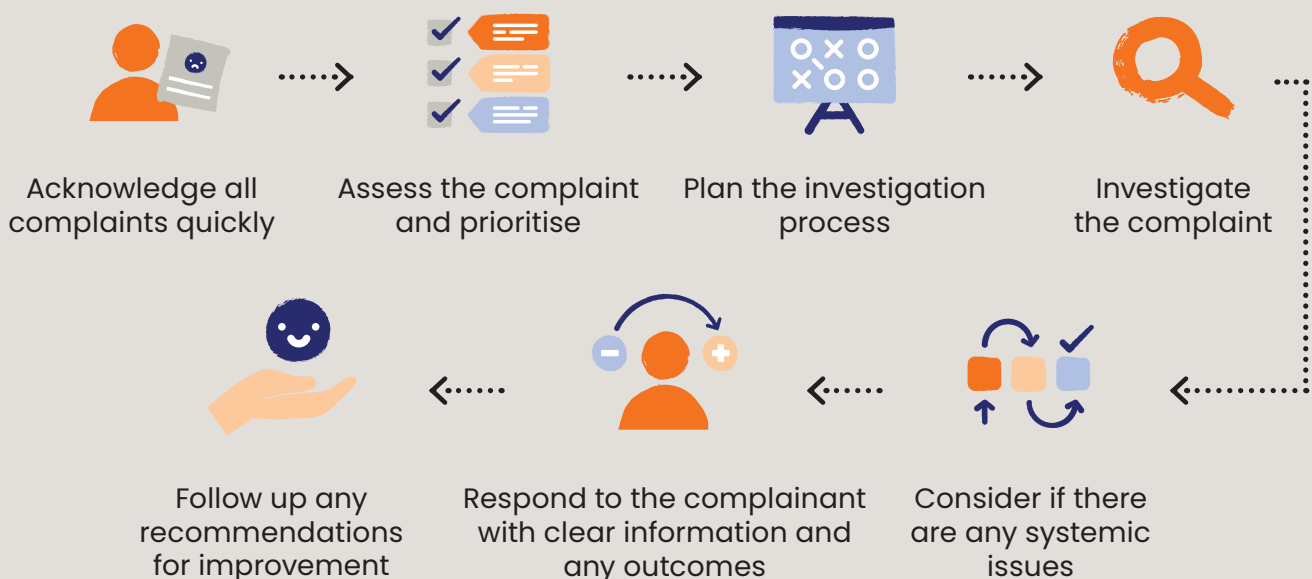 Acknowledge all
complaints quickly
Assess the complaint
and prioritise
Plan the investigation
process
Investigate
the complaint
Consider if there
are any systemic
issues
Respond to the complainant
with clear information and
any outcomes
Follow up any
recommendations
for improvement